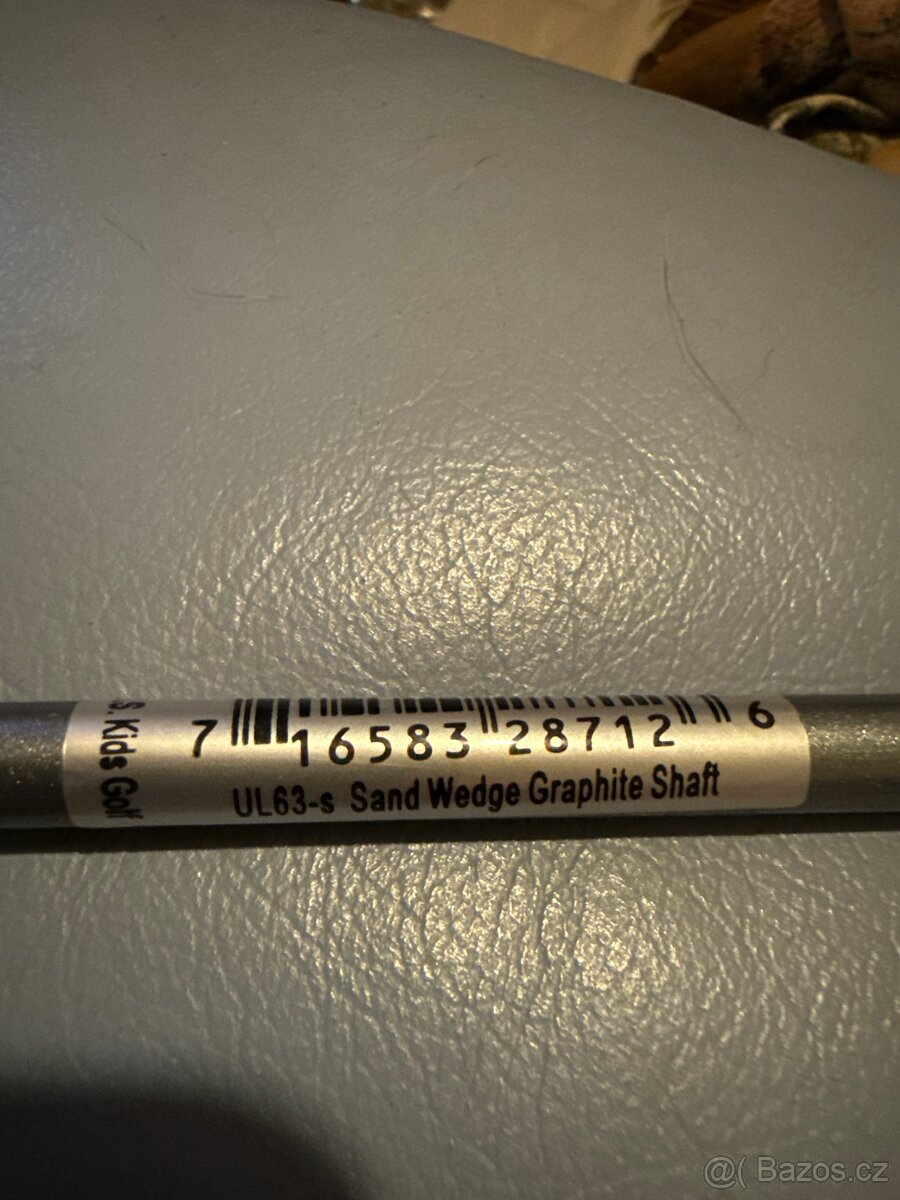 S. Kids Golf
7 16583 28712 6
UL63-s Sand Wedge Graphite Shaft
@( Bazos.cz